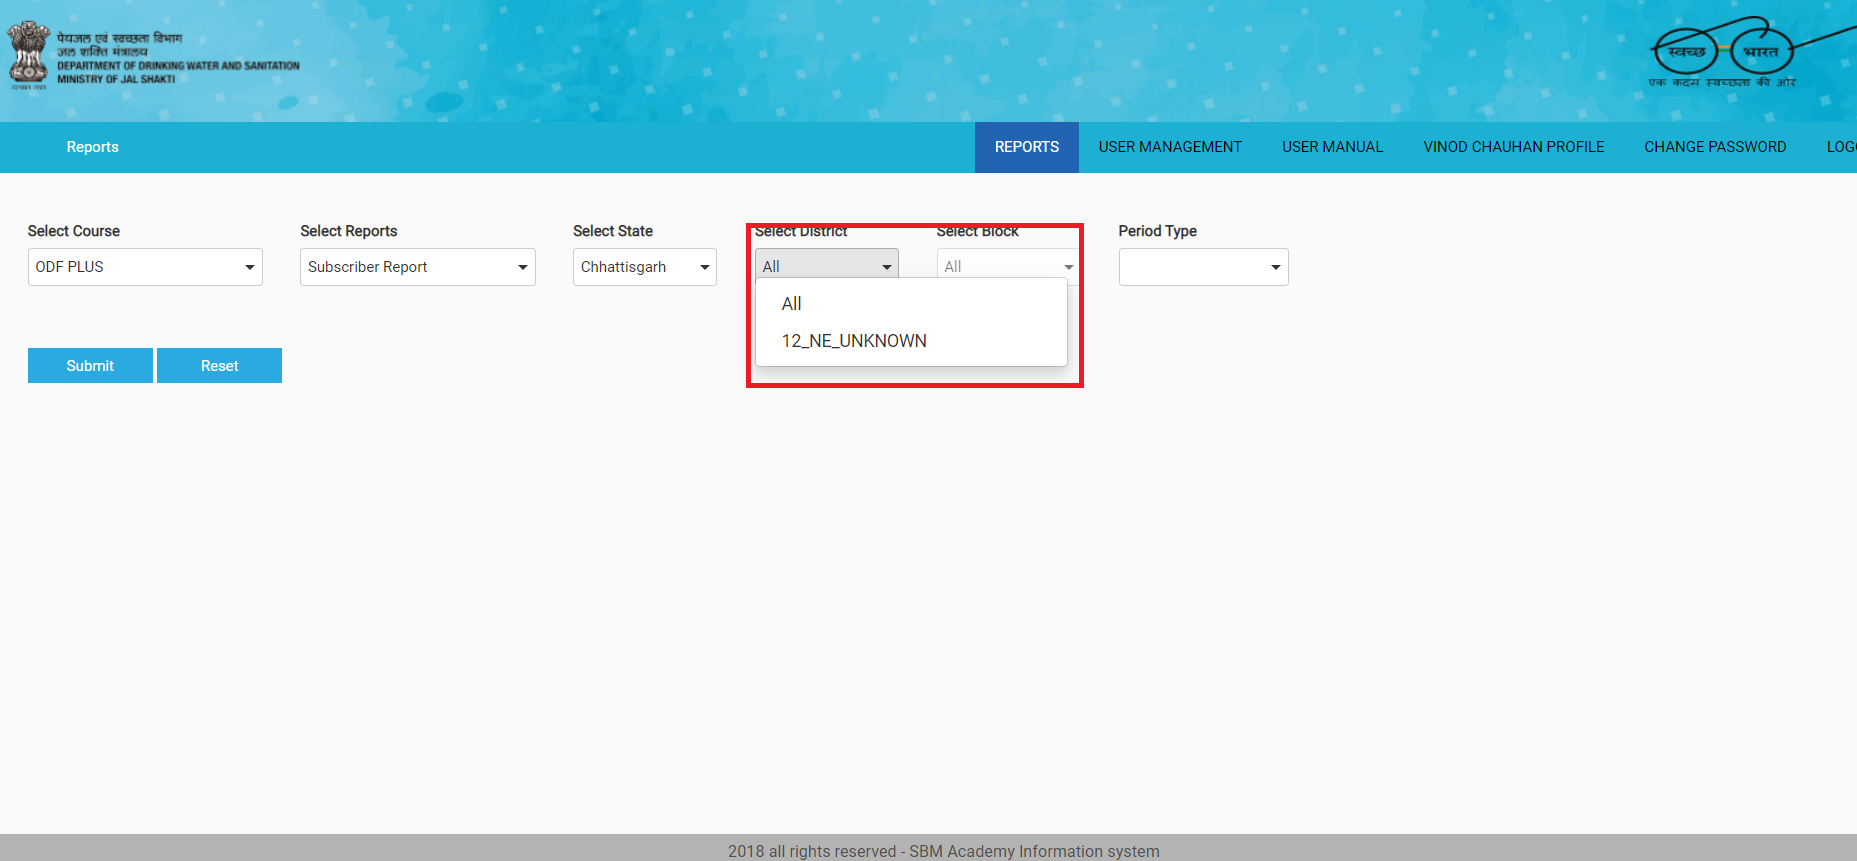 पेयजल एवं स्वच्छता विभाग
जल शक्ति मंत्रालय
DEPARTMENT OF DRINKING WATER AND SANITATION
MINISTRY OF JAL SHAKTI
स्वच्छ भारत
एक कदम स्वच्छता की ओर
Reports REPORTS USER MANAGEMENT USER MANUAL VINOD CHAUHAN PROFILE CHANGE PASSWORD LOG
Select Course Select Reports Select State Select District Select Block Period Type
ODF PLUS Subscriber Report Chhattisgarh All All
All
12_NE_UNKNOWN
Submit Reset
2018 all rights reserved - SBM Academy Information system